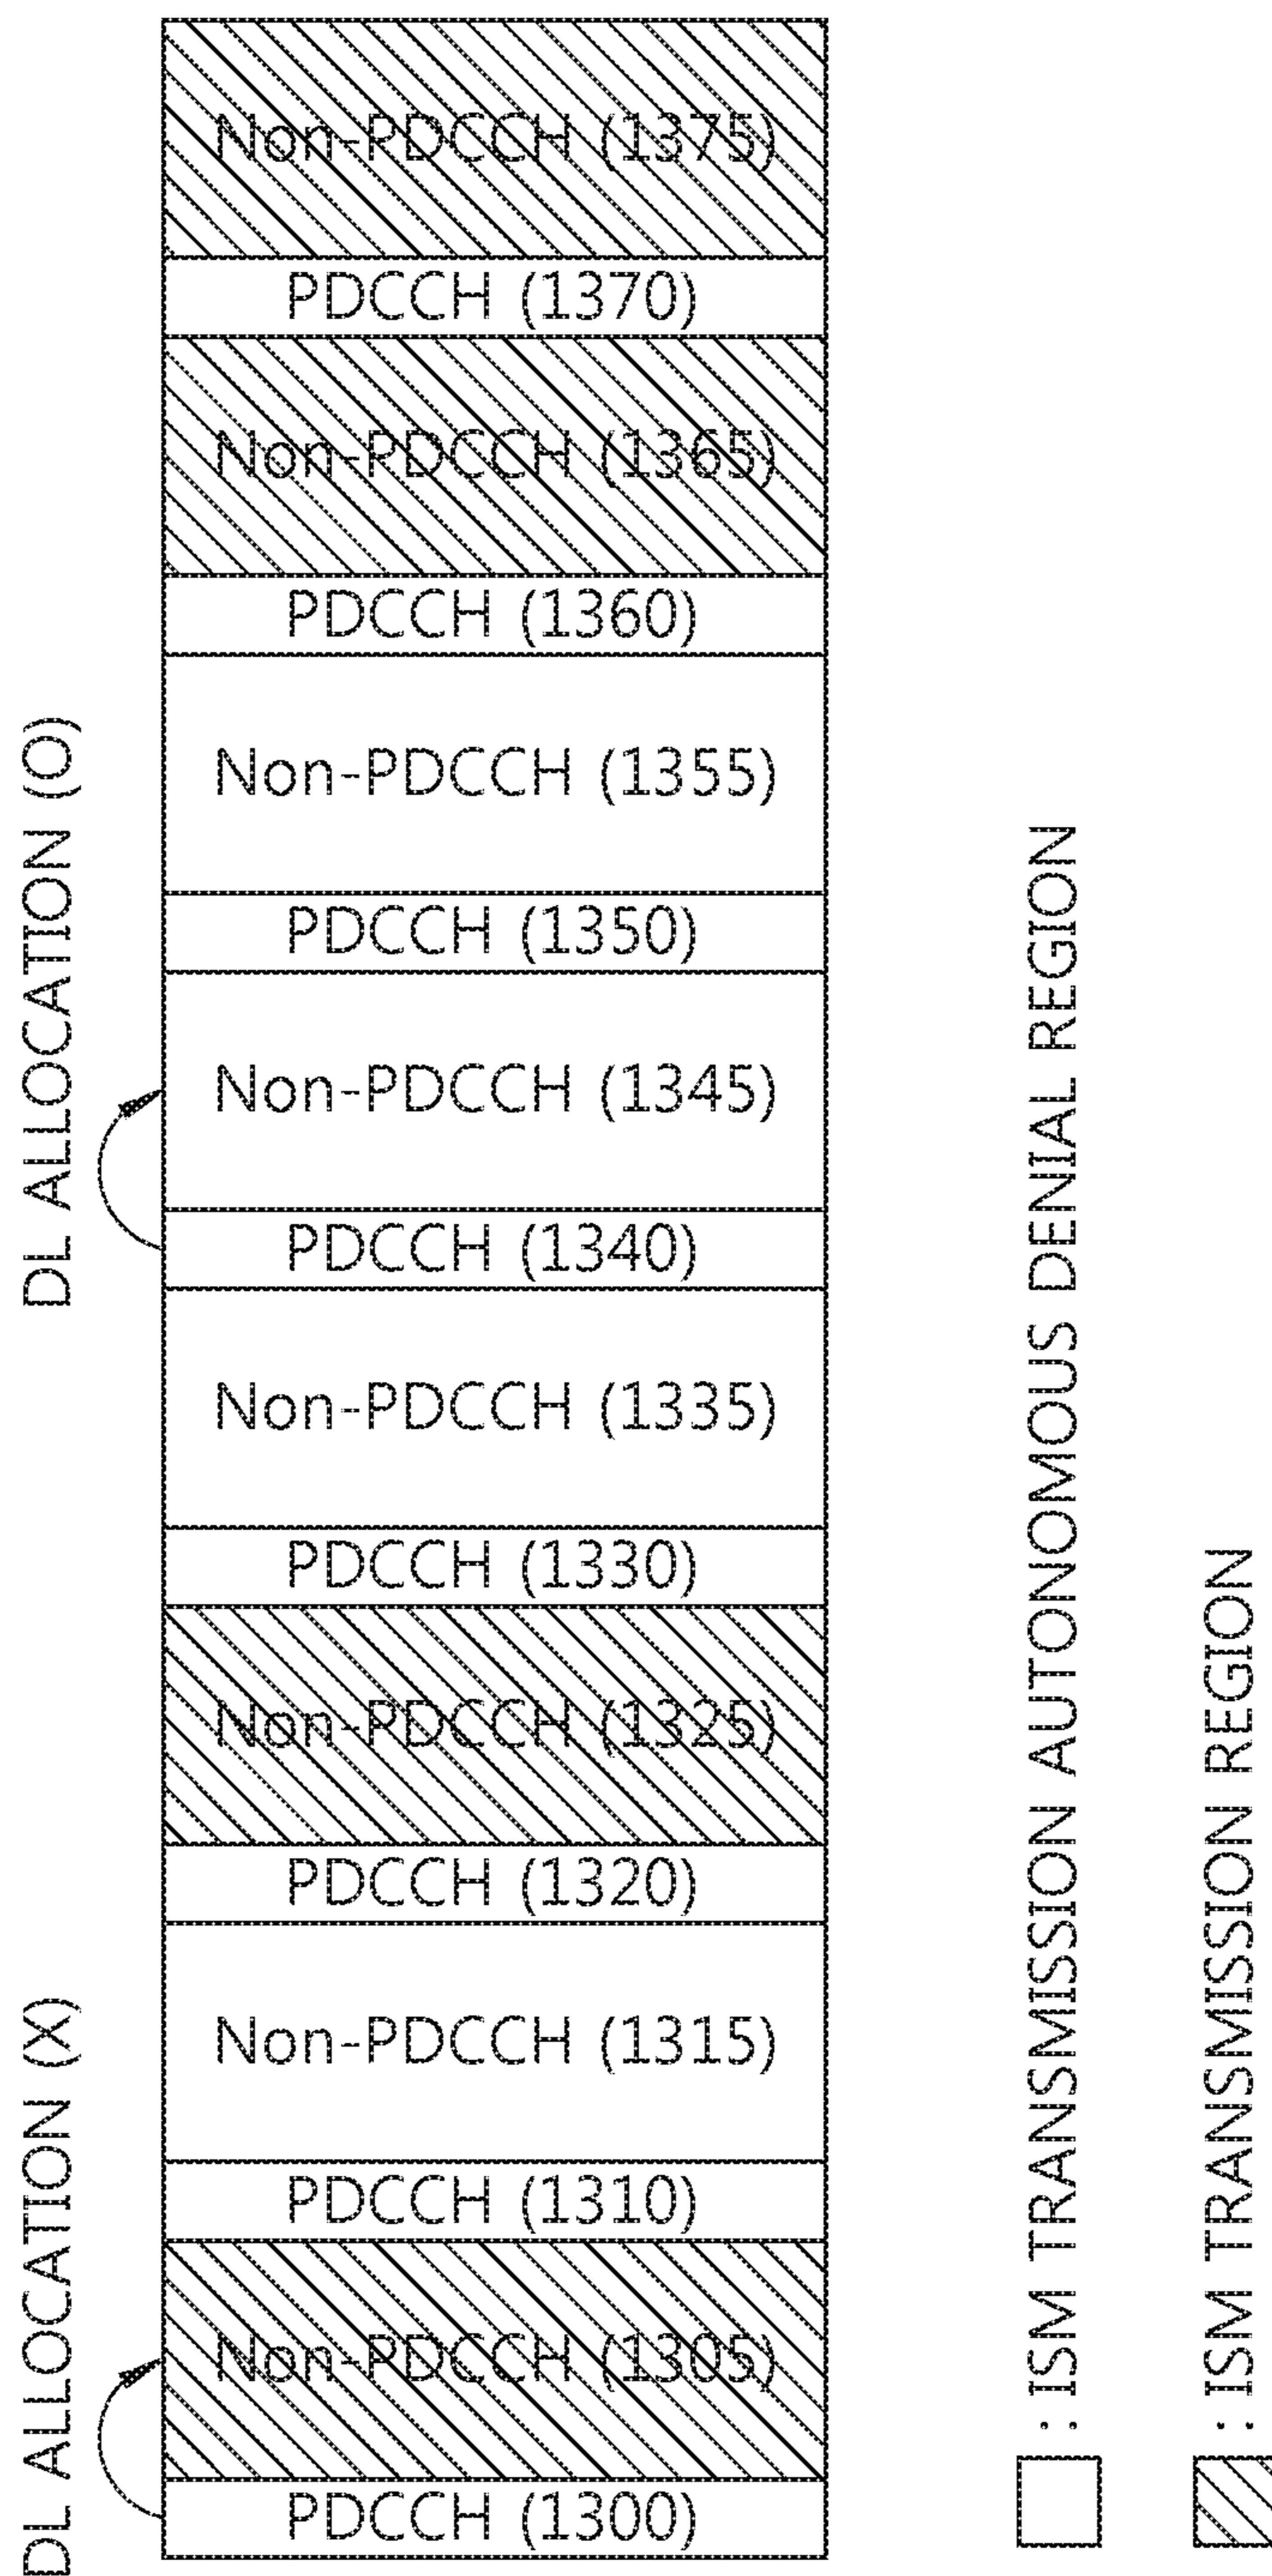 Non-PDCCH (1375)
PDCCH (1370)
Non-PDCCH (1365)
PDCCH (1360)
Non-PDCCH (1355)
PDCCH (1350)
Non-PDCCH (1345)
PDCCH (1340)
Non-PDCCH (1335)
PDCCH (1330)
Non-PDCCH (1325)
PDCCH (1320)
Non-PDCCH (1315)
PDCCH (1310)
Non-PDCCH (1305)
PDCCH (1300)
DL ALLOCATION (X)
DL ALLOCATION (O)
: ISM TRANSMISSION AUTONOMOUS DENIAL REGION
: ISM TRANSMISSION REGION